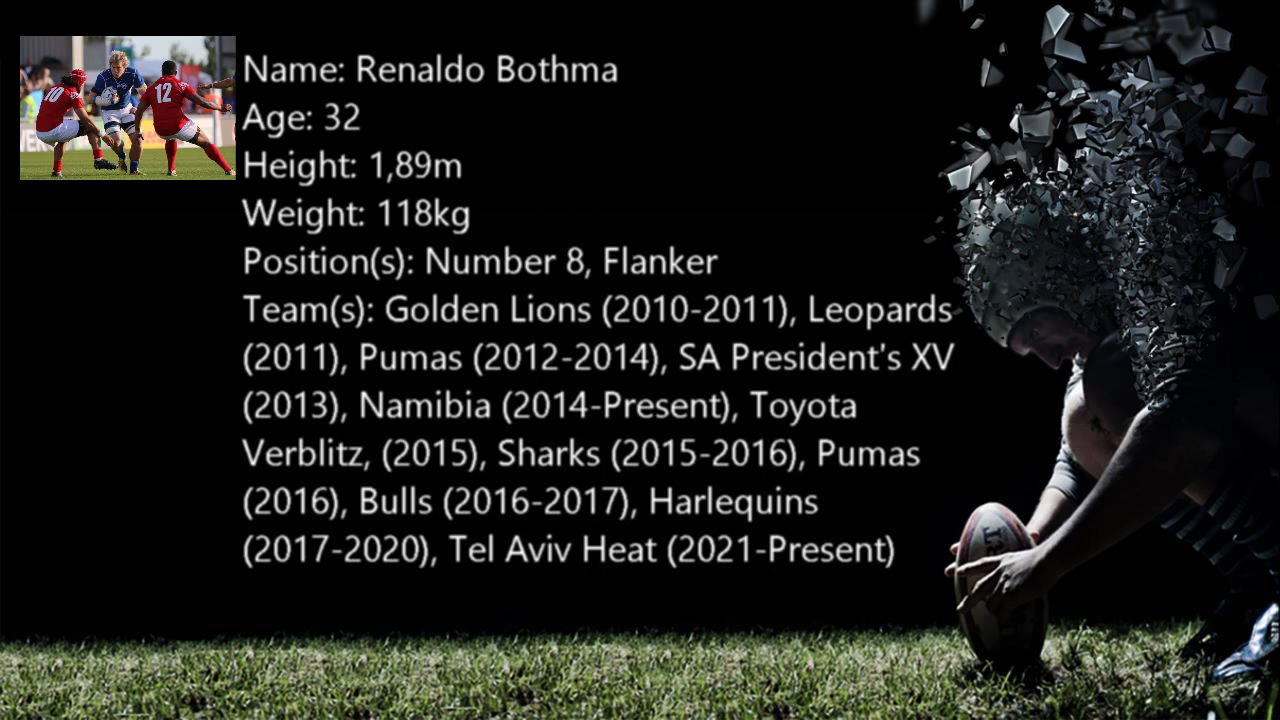 Name: Renaldo Bothma
Age: 32
Height: 1,89m
Weight: 118kg
Position(s): Number 8, Flanker
Team(s): Golden Lions (2010-2011), Leopards
(2011), Pumas (2012-2014), SA President's XV
(2013), Namibia (2014-Present), Toyota
Verblitz, (2015), Sharks (2015-2016), Pumas
(2016), Bulls (2016-2017), Harlequins
(2017-2020), Tel Aviv Heat (2021-Present)
10
12